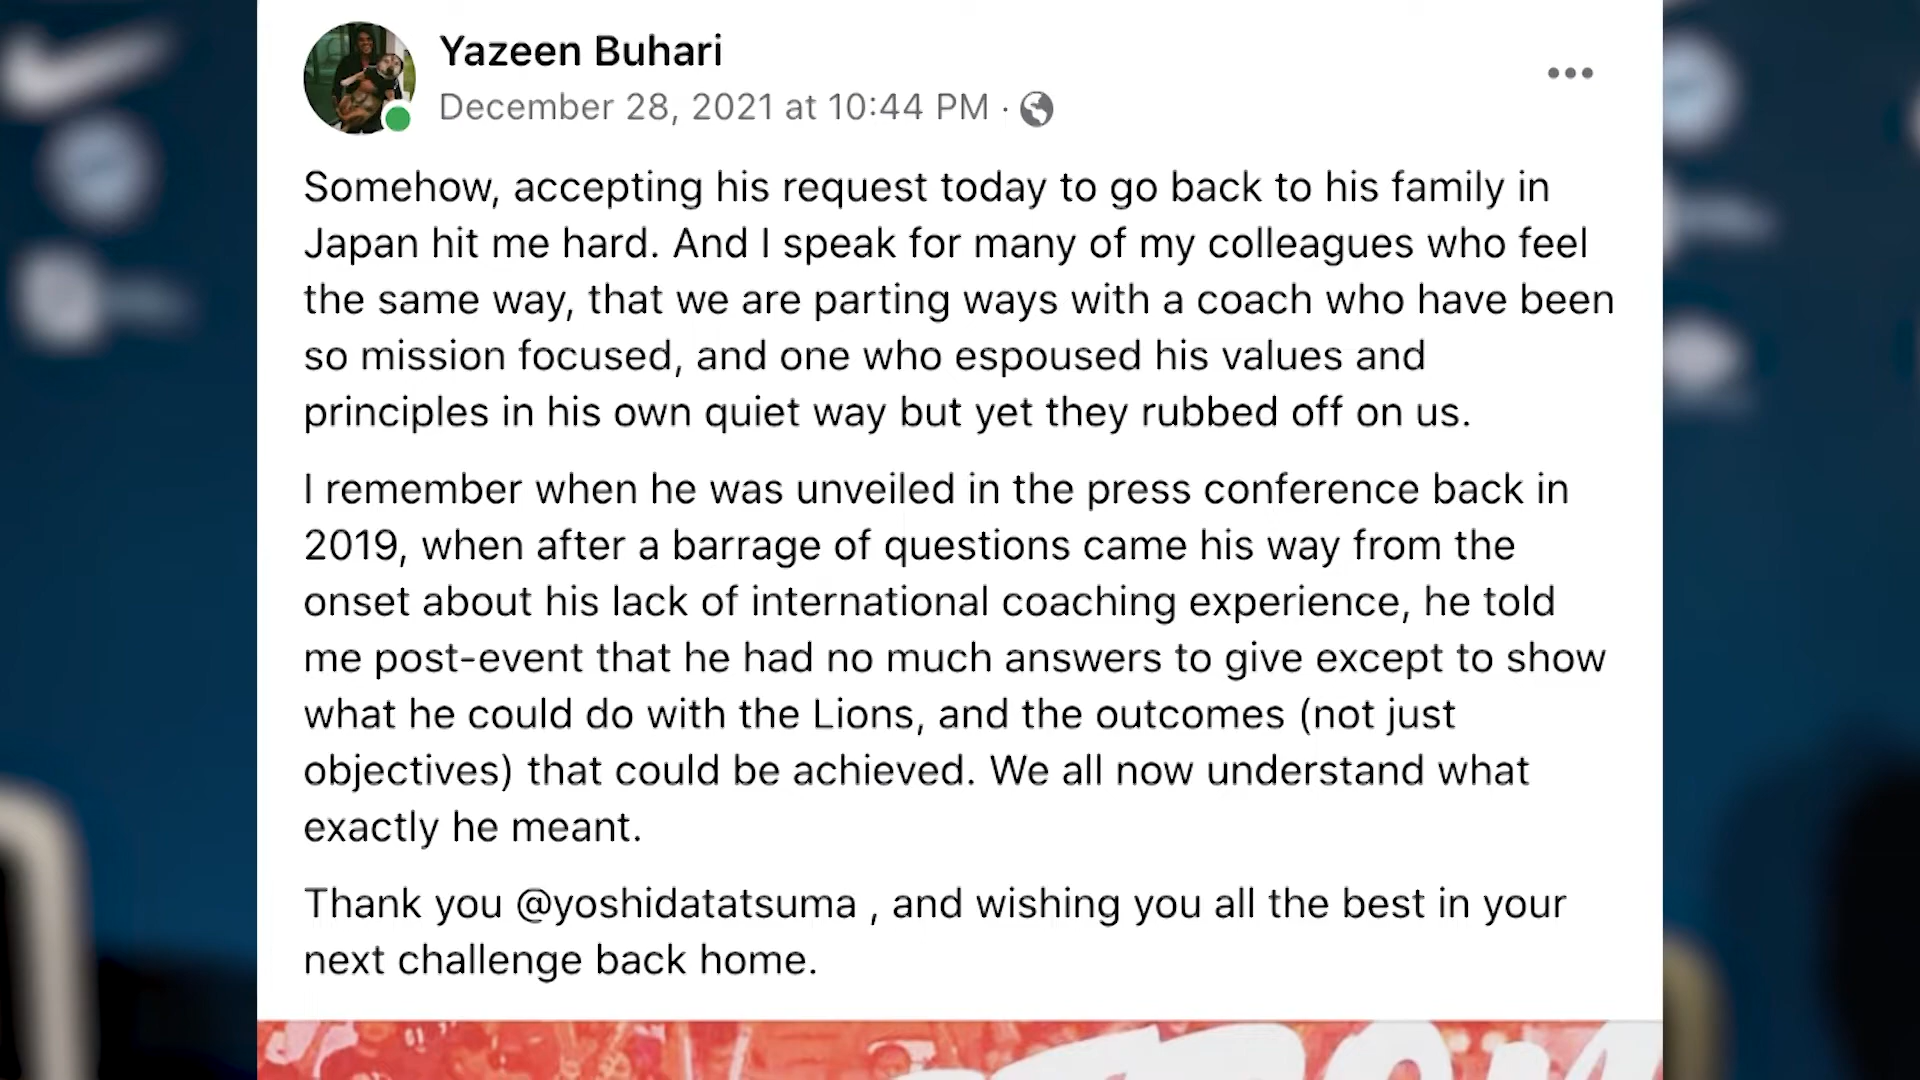 Yazeen Buhari
December 28, 2021 at 10:44 PM ·
Somehow, accepting his request today to go back to his family in
Japan hit me hard. And I speak for many of my colleagues who feel
the same way, that we are parting ways with a coach who have been
so mission focused, and one who espoused his values and
principles in his own quiet way but yet they rubbed off on us.
I remember when he was unveiled in the press conference back in
2019, when after a barrage of questions came his way from the
onset about his lack of international coaching experience, he told
me post-event that he had no much answers to give except to show
what he could do with the Lions, and the outcomes (not just
objectives) that could be achieved. We all now understand what
exactly he meant.
Thank you @yoshidatatsuma , and wishing you all the best in your
next challenge back home.